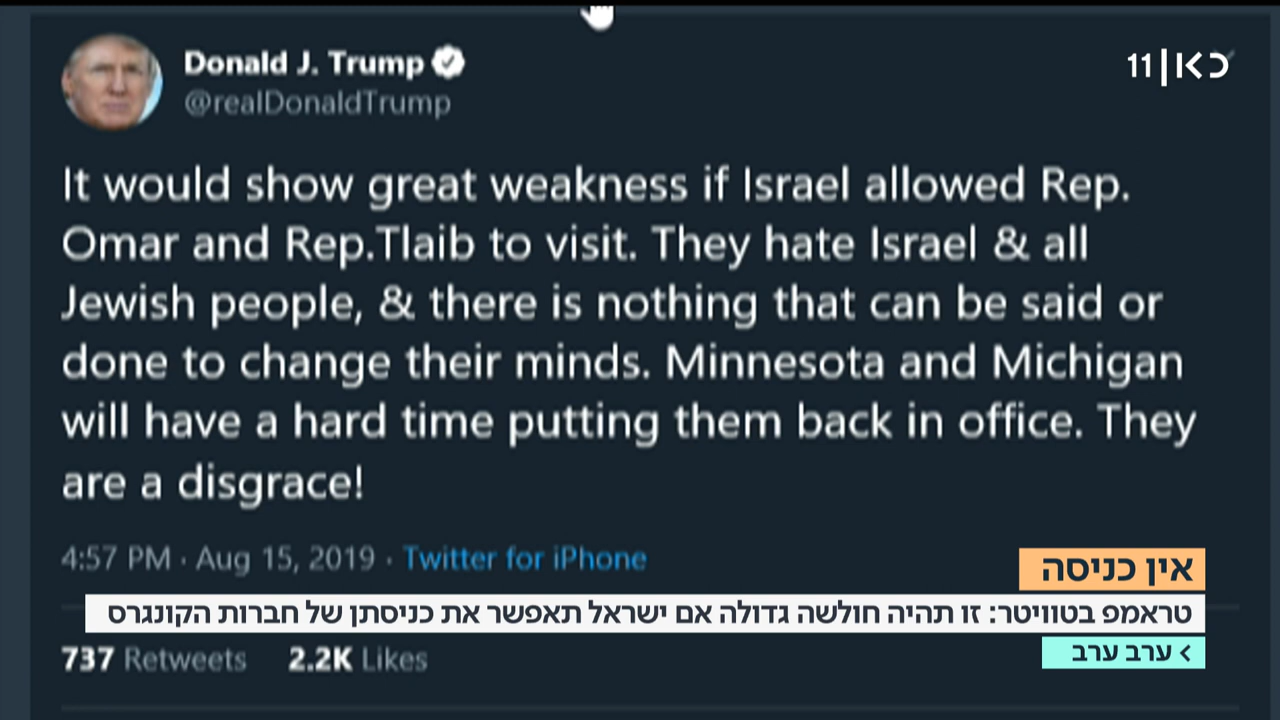 Donald J. Trump
@realDonaldTrump
כאן 11
It would show great weakness if Israel allowed Rep.
Omar and Rep.Tlaib to visit. They hate Israel & all
Jewish people, & there is nothing that can be said or
done to change their minds. Minnesota and Michigan
will have a hard time putting them back in office. They
are a disgrace!
4:57 PM · Aug 15, 2019 · Twitter for iPhone
אין כניסה
טראמפ בטוויטר: זו תהיה חולשה גדולה אם ישראל תאפשר את כניסתן של חברות הקונגרס
737 Retweets 2.2K Likes
> ערב ערב